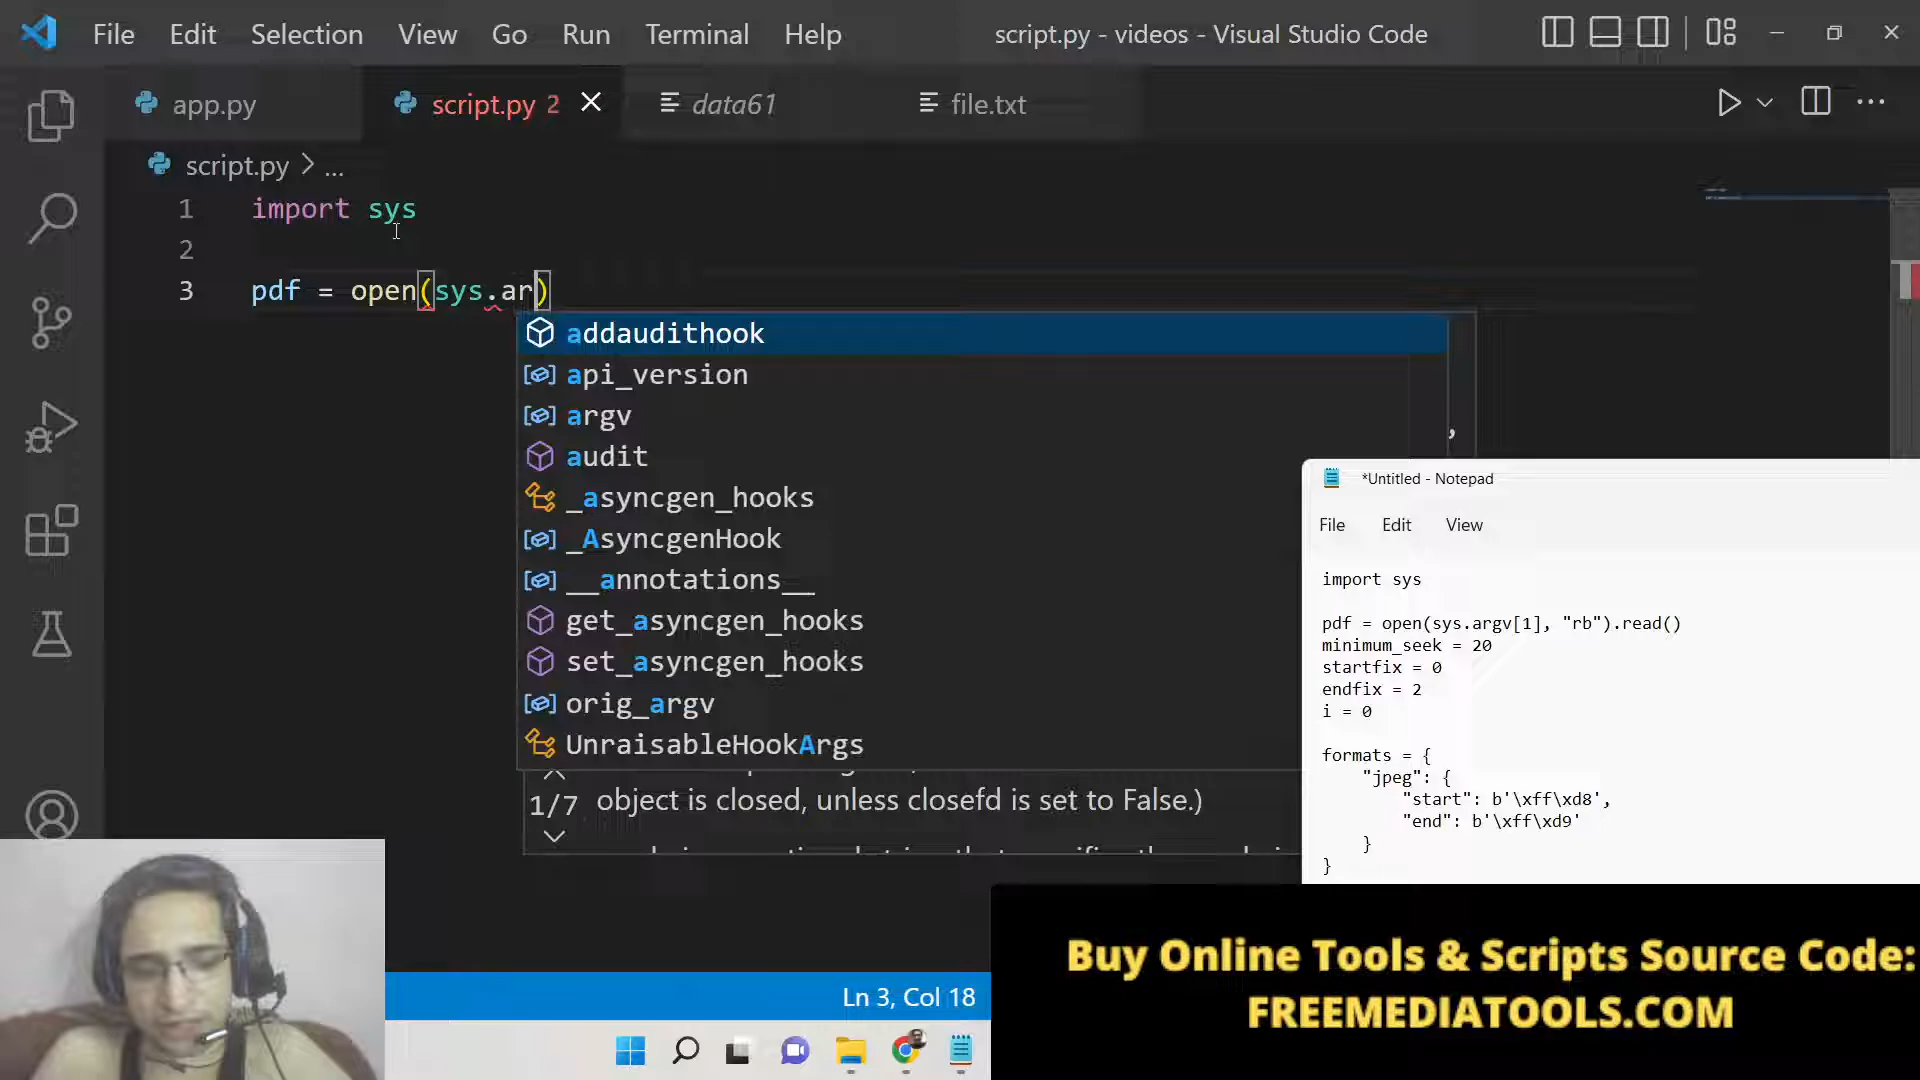 File Edit Selection View Go Run Terminal Help script.py - videos - Visual Studio Code
app.py script.py 2 data61 file.txt
script.py > ...
1 import sys
2
3 pdf = open(sys.ar)
addaudithook
api_version
argv
audit
_asyncgen_hooks
_AsyncgenHook
__annotations__
get_asyncgen_hooks
set_asyncgen_hooks
orig_argv
UnraisableHookArgs
,
1/7 object is closed, unless closefd is set to False.)
*Untitled - Notepad
File Edit View
import sys
pdf = open(sys.argv[1], "rb").read()
minimum_seek = 20
startfix = 0
endfix = 2
i = 0
formats = {
"jpeg": {
"start": b'\xff\xd8',
"end": b'\xff\xd9'
}
}
Buy Online Tools & Scripts Source Code:
FREEMEDIATOOLS.COM
Ln 3, Col 18